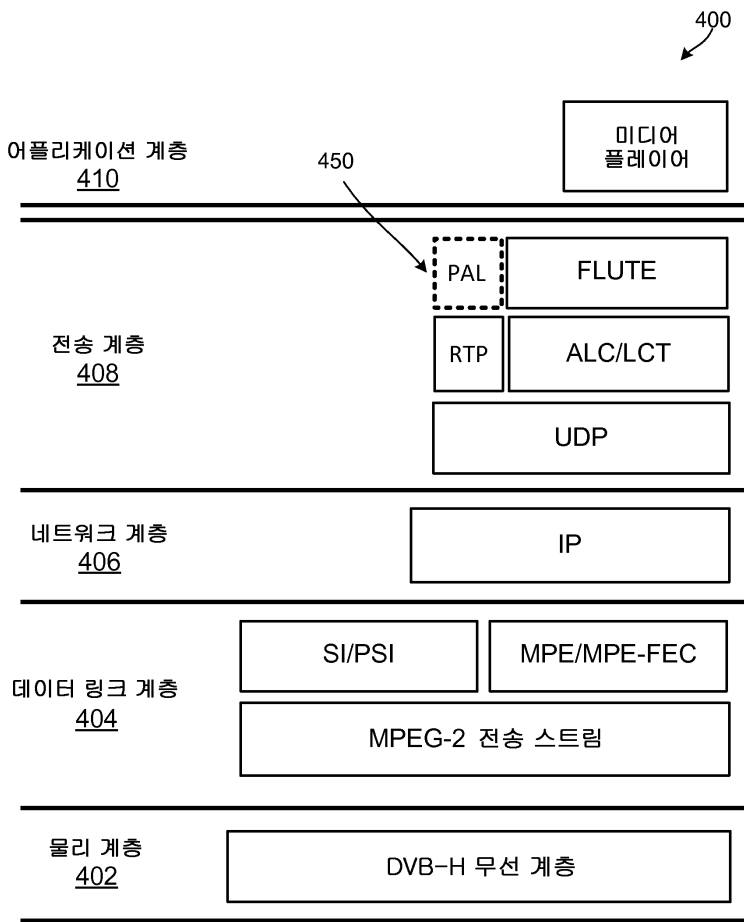 400
어플리케이션 계층
410
미디어
플레이어
450
PAL
FLUTE
전송 계층
408
RTP
ALC/LCT
UDP
네트워크 계층
406
IP
데이터 링크 계층
404
SI/PSI
MPE/MPE-FEC
MPEG-2 전송 스트림
물리 계층
402
DVB-H 무선 계층